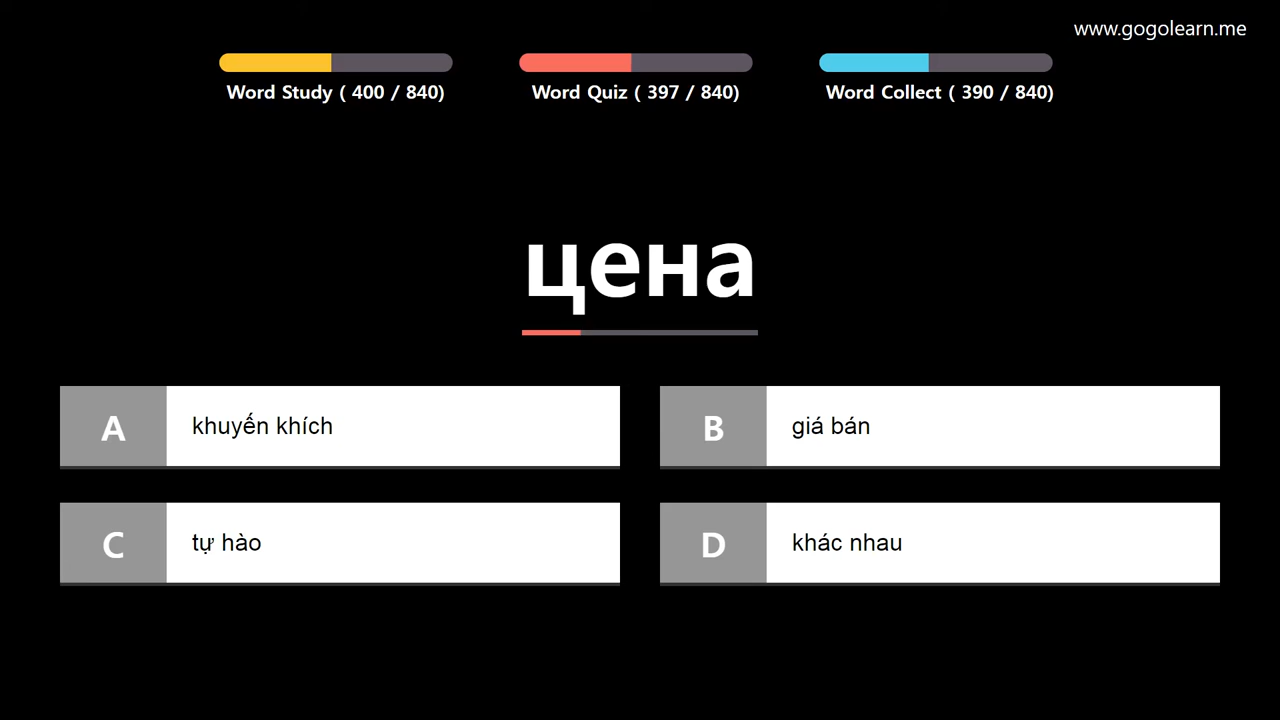 www.gogolearn.me
Word Study ( 400 / 840)
Word Quiz ( 397 / 840)
Word Collect ( 390 / 840)
цена
A
khuyến khích
B
giá bán
C
tự hào
D
khác nhau